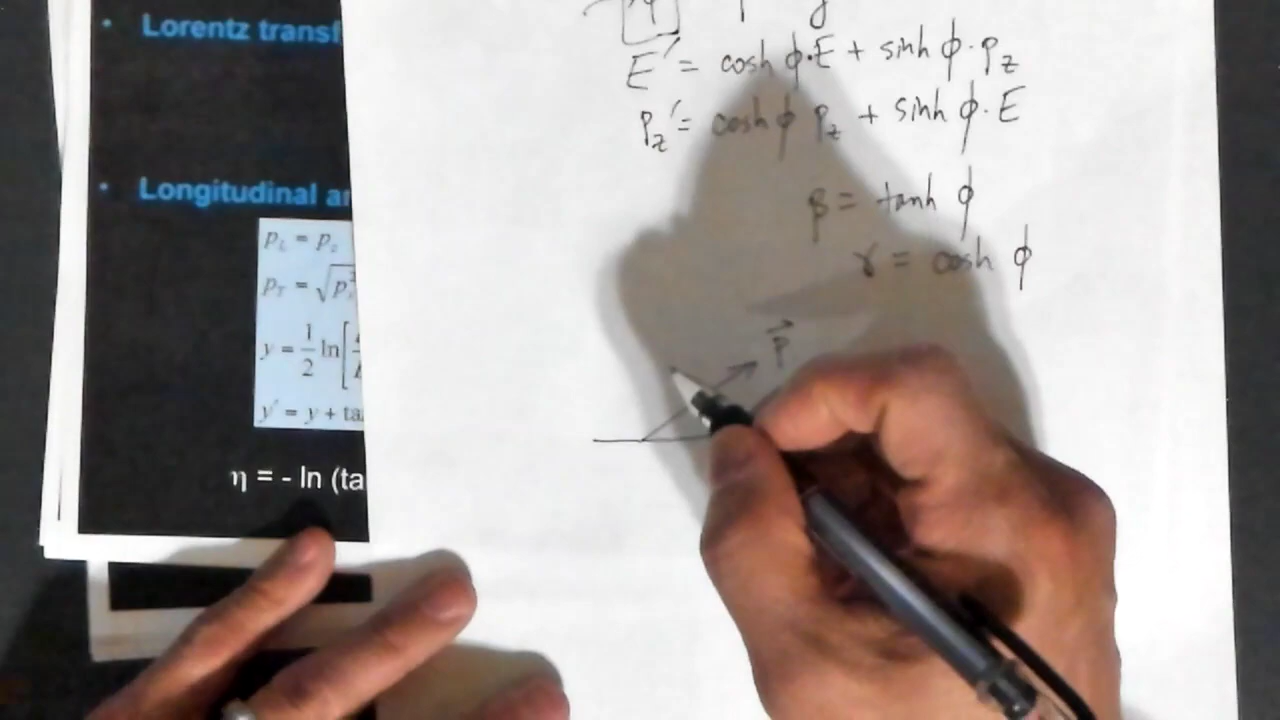 • Lorentz transf
• Longitudinal an
p_L = p_z
p_T = √p
y = 1/2 ln[
y' = y + ta
η = - ln (ta
E' = cosh ϕ·E + sinh ϕ·p_z
p_z' = cosh ϕ p_z + sinh ϕ·E
β = tanh ϕ
γ = cosh ϕ
p⃗